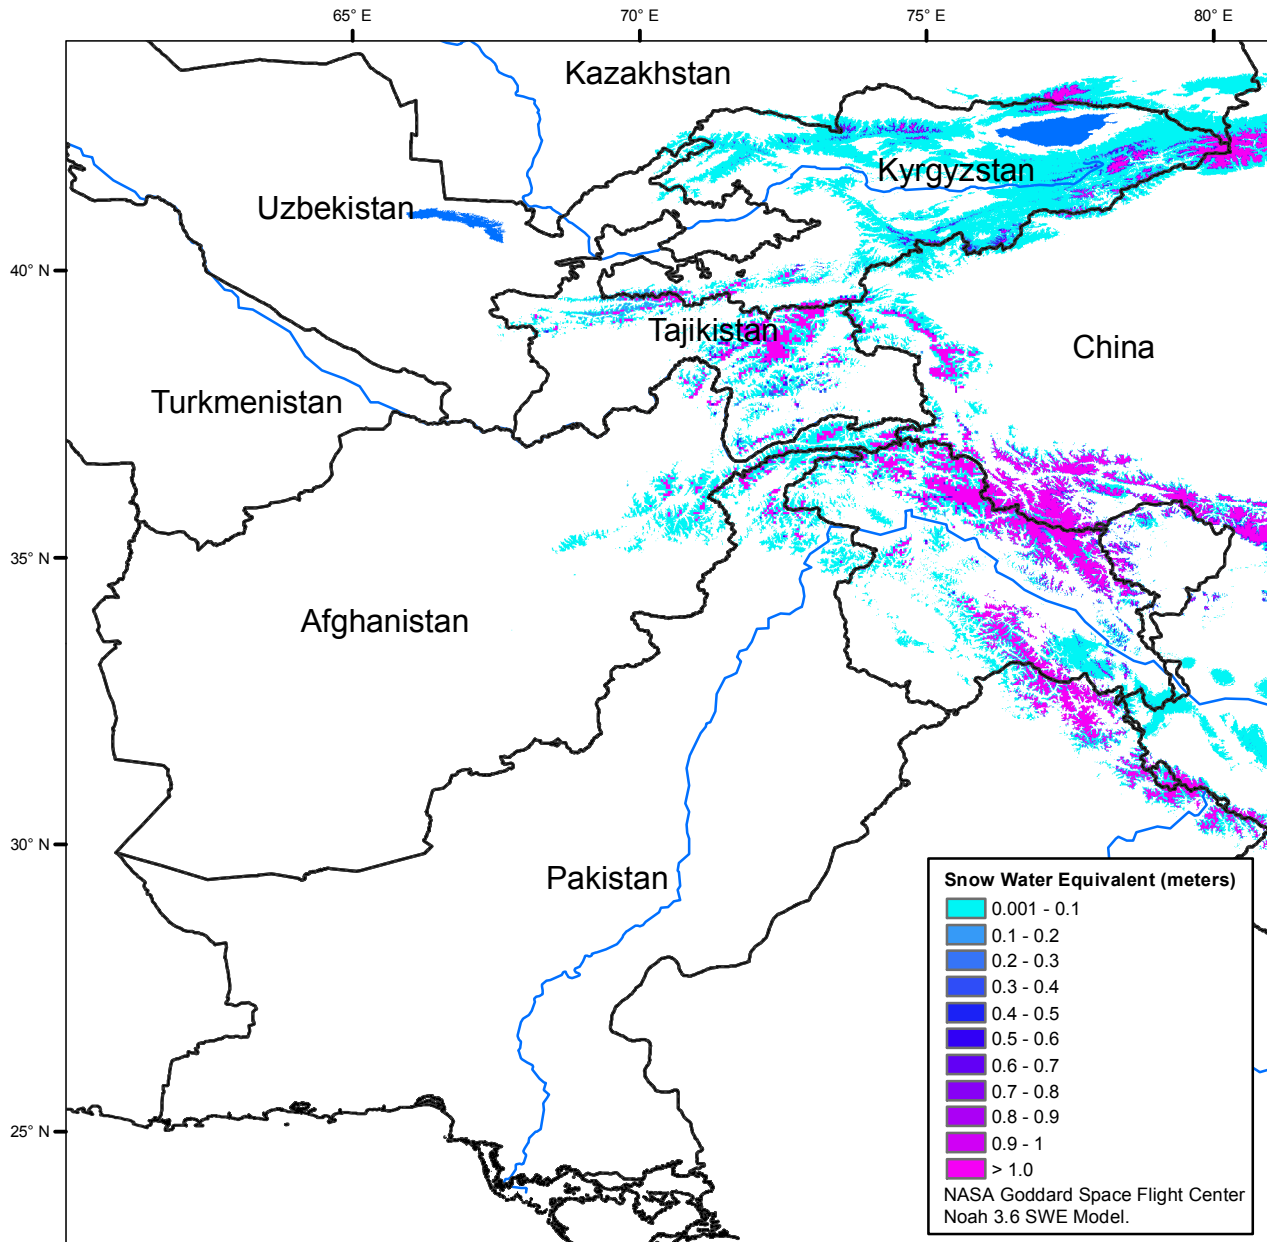 65° E
70° E
75° E
80° E
Kazakhstan
Kyrgyzstan
Uzbekistan
40° N
Tajikistan
China
Turkmenistan
35° N
Afghanistan
30° N
Pakistan
25° N
Snow Water Equivalent (meters)
0.001 - 0.1
0.1 - 0.2
0.2 - 0.3
0.3 - 0.4
0.4 - 0.5
0.5 - 0.6
0.6 - 0.7
0.7 - 0.8
0.8 - 0.9
0.9 - 1
> 1.0
NASA Goddard Space Flight Center
Noah 3.6 SWE Model.